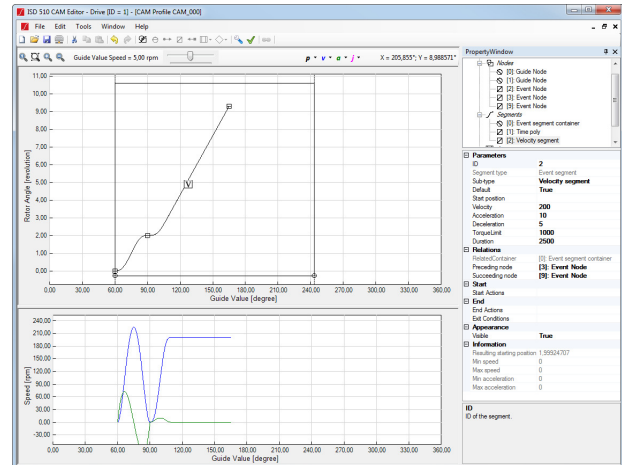 ISD 510 CAM Editor - Drive [ID = 1] - [CAM Profile CAM_000]
File Edit Tools Window Help
Guide Value Speed = 5,00 rpm
p v a j
X = 205,855°; Y = 8,988571°
11,00
10,00
9,00
8,00
7,00
6,00
5,00
4,00
3,00
2,00
1,00
0,00
Rotor Angle [revolution]
V
0,00 30,00 60,00 90,00 120,00 150,00 180,00 210,00 240,00 270,00 300,00 330,00 360,00
Guide Value [degree]
240,00
210,00
180,00
150,00
120,00
90,00
60,00
30,00
0,00
-30,00
Speed [rpm]
0,00 30,00 60,00 90,00 120,00 150,00 180,00 210,00 240,00 270,00 300,00 330,00 360,00
Guide Value [degree]
PropertyWindow
Nodes
[0]: Guide Node
[1]: Guide Node
[2]: Event Node
[3]: Event Node
[9]: Event Node
Segments
[0]: Event segment container
[1]: Time poly
[2]: Velocity segment
Parameters
ID 2
Segment type Event segment
Sub-type Velocity segment
Default True
Start position
Velocity 200
Acceleration 10
Deceleration 5
TorqueLimit 1000
Duration 2500
Relations
RelatedContainer [0]: Event segment container
Preceding node [3]: Event Node
Succeeding node [9]: Event Node
Start
Start Actions
End
End Actions
Exit Conditions
Appearance
Visible True
Information
Resulting starting position 1,99924707
Min speed 0
Max speed 0
Min acceleration 0
Max acceleration 0
ID
ID of the segment.